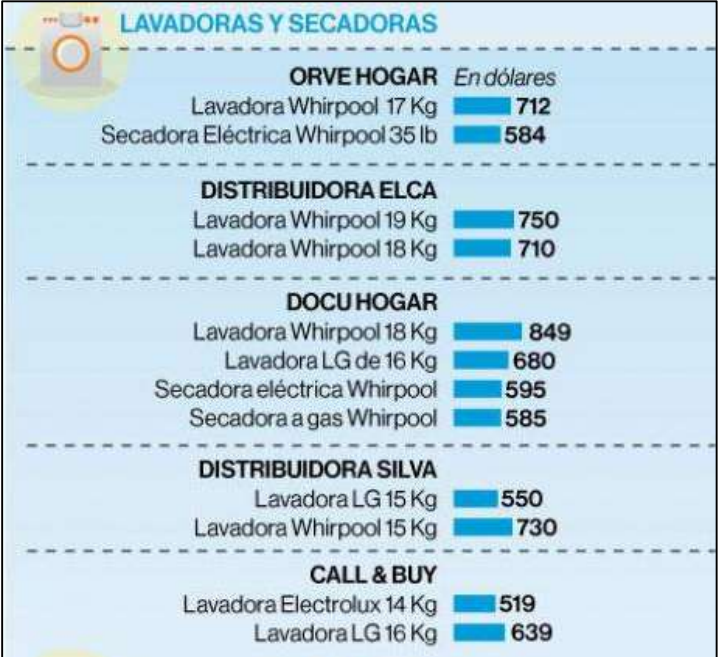 LAVADORAS Y SECADORAS
ORVE HOGAR En dólares
Lavadora Whirpool 17 Kg 712
Secadora Eléctrica Whirpool 35 lb 584
DISTRIBUIDORA ELCA
Lavadora Whirpool 19 Kg 750
Lavadora Whirpool 18 Kg 710
DOCU HOGAR
Lavadora Whirpool 18 Kg 849
Lavadora LG de 16 Kg 680
Secadora eléctrica Whirpool 595
Secadora a gas Whirpool 585
DISTRIBUIDORA SILVA
Lavadora LG 15 Kg 550
Lavadora Whirpool 15 Kg 730
CALL & BUY
Lavadora Electrolux 14 Kg 519
Lavadora LG 16 Kg 639